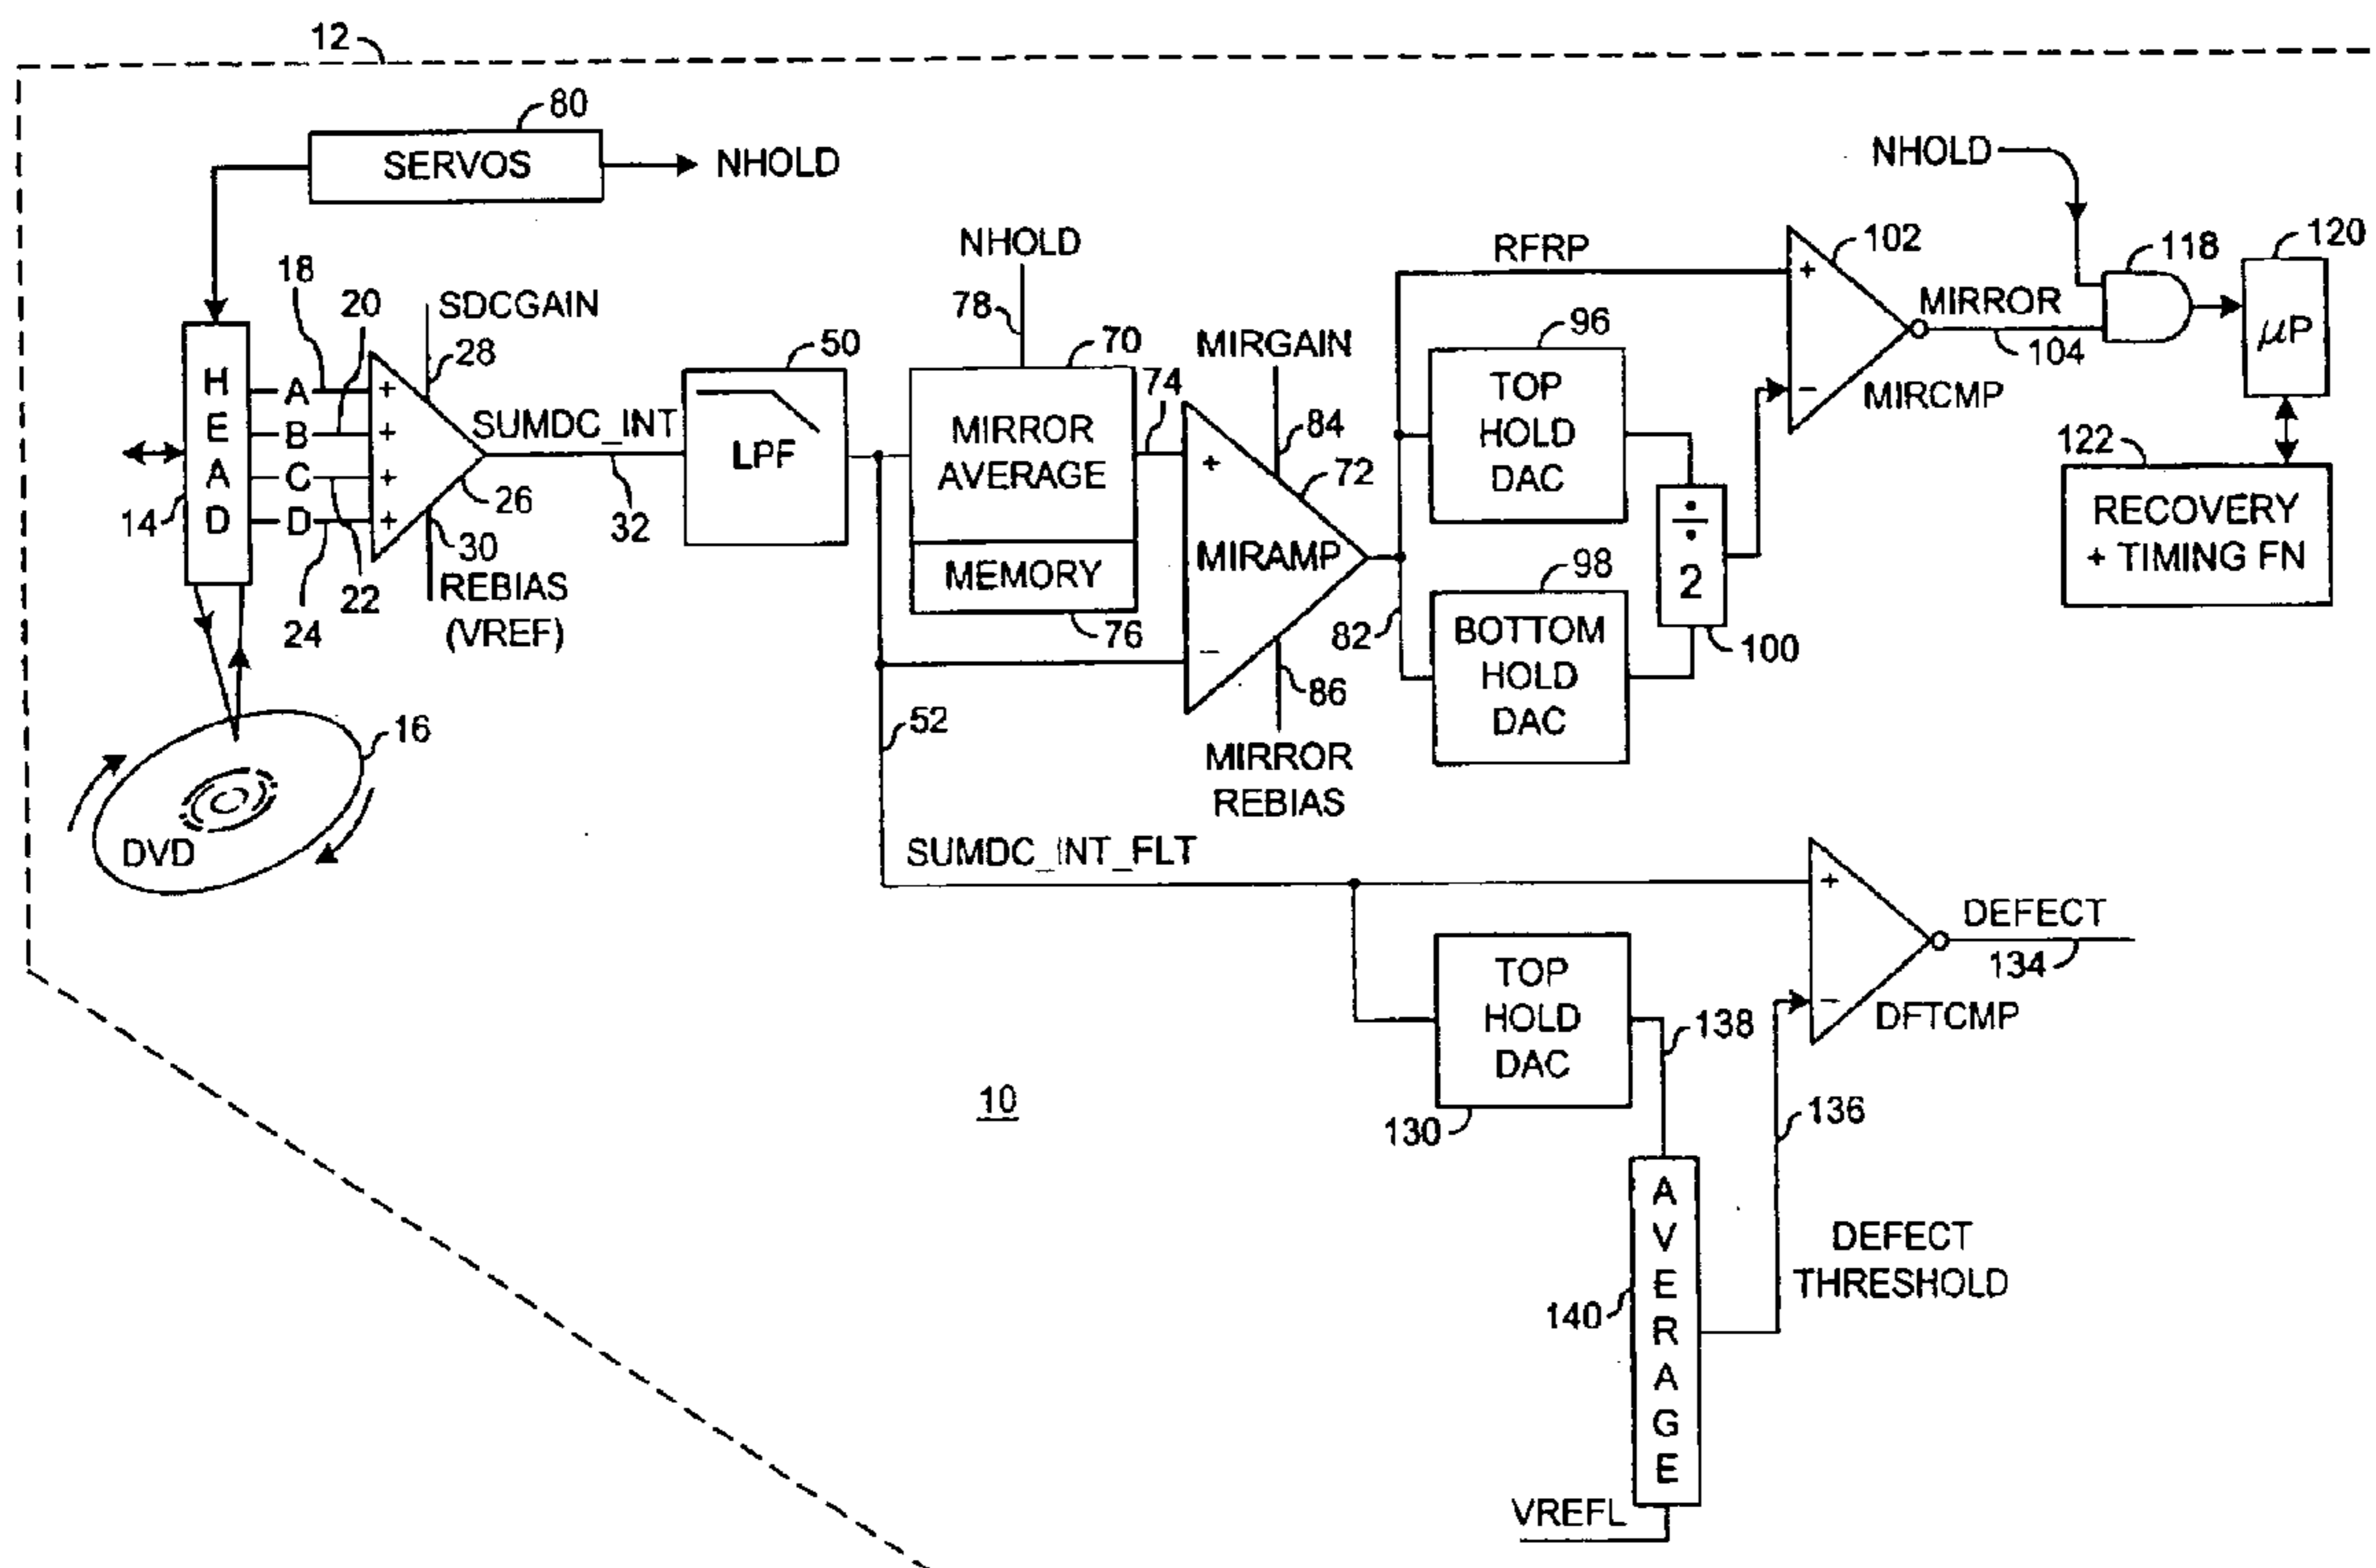 12
80
SERVOS
NHOLD
NHOLD
18
20
SDCGAIN
28
HEAD
A
B
C
D
+
+
+
+
14
26
30
REBIAS
(VREF)
22
24
SUMDC_INT
32
50
LPF
NHOLD
78
70
MIRROR
AVERAGE
MEMORY
76
74
MIRGAIN
84
72
+
MIRAMP
−
86
MIRROR
REBIAS
82
RFRP
96
TOP
HOLD
DAC
98
BOTTOM
HOLD
DAC
÷
2
100
102
+
−
MIRCMP
MIRROR
104
118
120
μP
122
RECOVERY
+ TIMING FN
16
DVD
52
SUMDC_INT_FLT
+
−
DEFECT
134
DFTCMP
TOP
HOLD
DAC
130
138
136
10
AVERAGE
140
DEFECT
THRESHOLD
VREFL